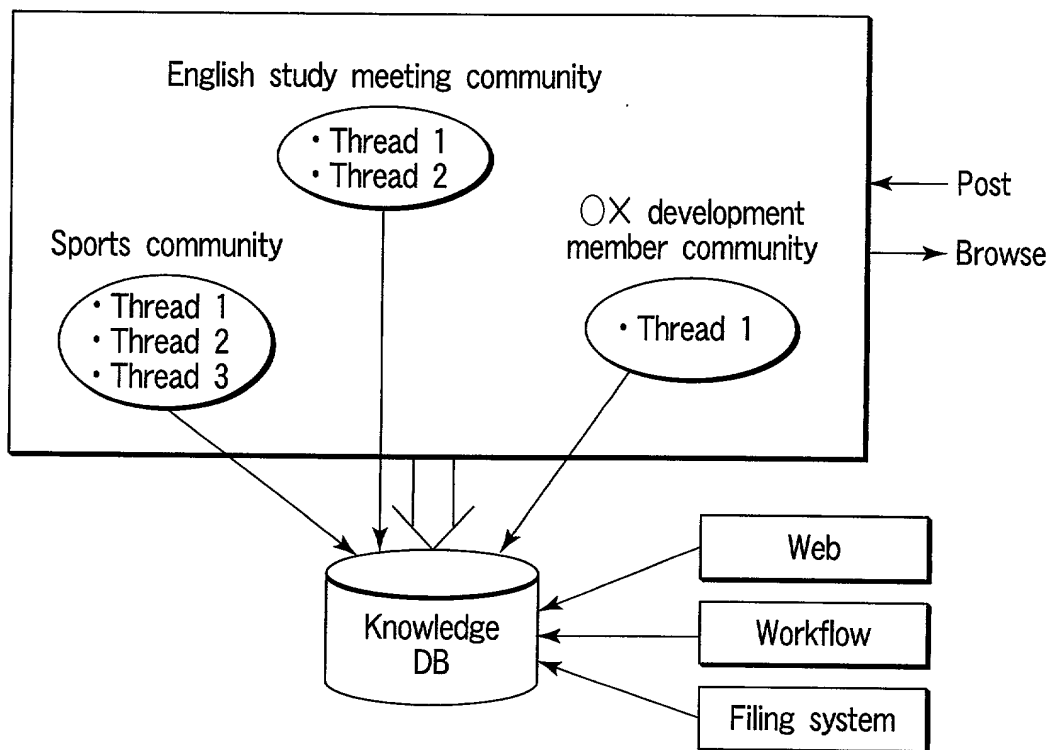 English study meeting community
・Thread 1
・Thread 2
Post
○× development
member community
Browse
Sports community
・Thread 1
・Thread 2
・Thread 3
・Thread 1
Web
Knowledge
DB
Workflow
Filing system